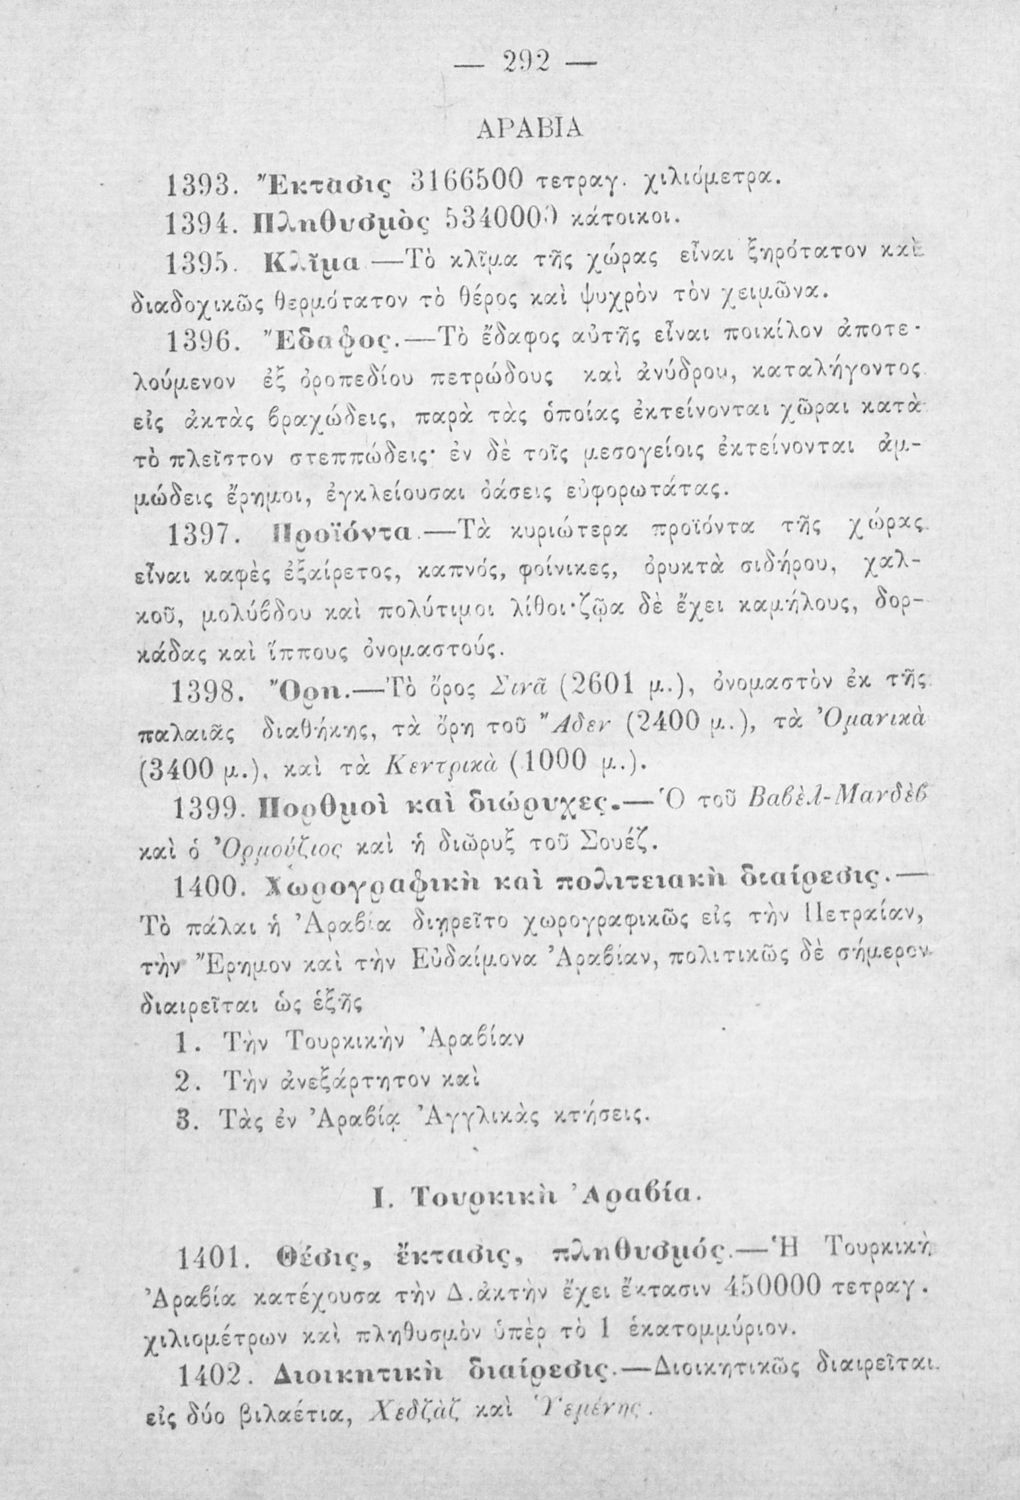 — 292 —
ΑΡΑΒΙΑ
1393. Ἔκτασις 3166500 τετραγ. χιλιόμετρα.
1394. Πληθυσμὸς 5340000 κάτοικοι.
1395. Κλῖμα — Τὸ κλῖμα τῆς χώρας εἶναι ξηρότατον καὶ
διαδοχικῶς θερμότατον τὸ θέρος καὶ ψυχρὸν τὸν χειμῶνα.
1396. Ἔδαφος.—Τὸ ἔδαφος αὐτῆς εἶναι ποικίλον ἀποτε-
λούμενον ἐξ ὀροπεδίου πετρώδους καὶ ἀνύδρου, καταλήγοντος
εἰς ἀκτὰς βραχώδεις, παρὰ τὰς ὁποίας ἐκτείνονται χῶραι κατὰ
τὸ πλεῖστον στεππώδεις· ἐν δὲ τοῖς μεσογείοις ἐκτείνονται ἀμ-
μώδεις ἔρημοι, ἐγκλείουσαι ὀάσεις εὐφορωτάτας.
1397. Προϊόντα.—Τὰ κυριώτερα προϊόντα τῆς χώρας
εἶναι καφὲς ἐξαίρετος, καπνός, φοίνικες, ὀρυκτὰ σιδήρου, χαλ-
κοῦ, μολύβδου καὶ πολύτιμοι λίθοι·ζῷα δὲ ἔχει καμήλους, δορ-
κάδας καὶ ἵππους ὀνομαστούς.
1398. Ὄρη.—Τὸ ὄρος Σινᾶ (2601 μ.), ὀνομαστὸν ἐκ τῆς
παλαιᾶς διαθήκης, τὰ ὄρη τοῦ Ἄδεν (2400 μ.), τὰ Ὀμανικὰ
(3400 μ.), καὶ τὰ Κεντρικὰ (1000 μ.).
1399. Πορθμοὶ καὶ διώρυχες.—Ὁ τοῦ Βαβὲλ-Μανδὲβ
καὶ ὁ Ὀρμούζιος καὶ ἡ διῶρυξ τοῦ Σουέζ.
1400. Χωρογραφικὴ καὶ πολιτειακὴ διαίρεσις.—
Τὸ πάλαι ἡ Ἀραβία διῃρεῖτο χωρογραφικῶς εἰς τὴν Πετραίαν,
τὴν Ἔρημον καὶ τὴν Εὐδαίμονα Ἀραβίαν, πολιτικῶς δὲ σήμερον
διαιρεῖται ὡς ἑξῆς
1. Τὴν Τουρκικὴν Ἀραβίαν
2. Τὴν ἀνεξάρτητον καὶ
3. Τὰς ἐν Ἀραβίᾳ Ἀγγλικὰς κτήσεις.
Ι. Τουρκικὴ Ἀραβία.
1401. Θέσις, ἔκτασις, πληθυσμός.—Ἡ Τουρκικὴ
Ἀραβία κατέχουσα τὴν Δ.ἀκτὴν ἔχει ἔκτασιν 450000 τετραγ.
χιλιομέτρων καὶ πληθυσμὸν ὑπὲρ τὸ 1 ἑκατομμύριον.
1402. Διοικητικὴ διαίρεσις.—Διοικητικῶς διαιρεῖται
εἰς δύο βιλαέτια, Χεδζὰζ καὶ Ὑεμένης.